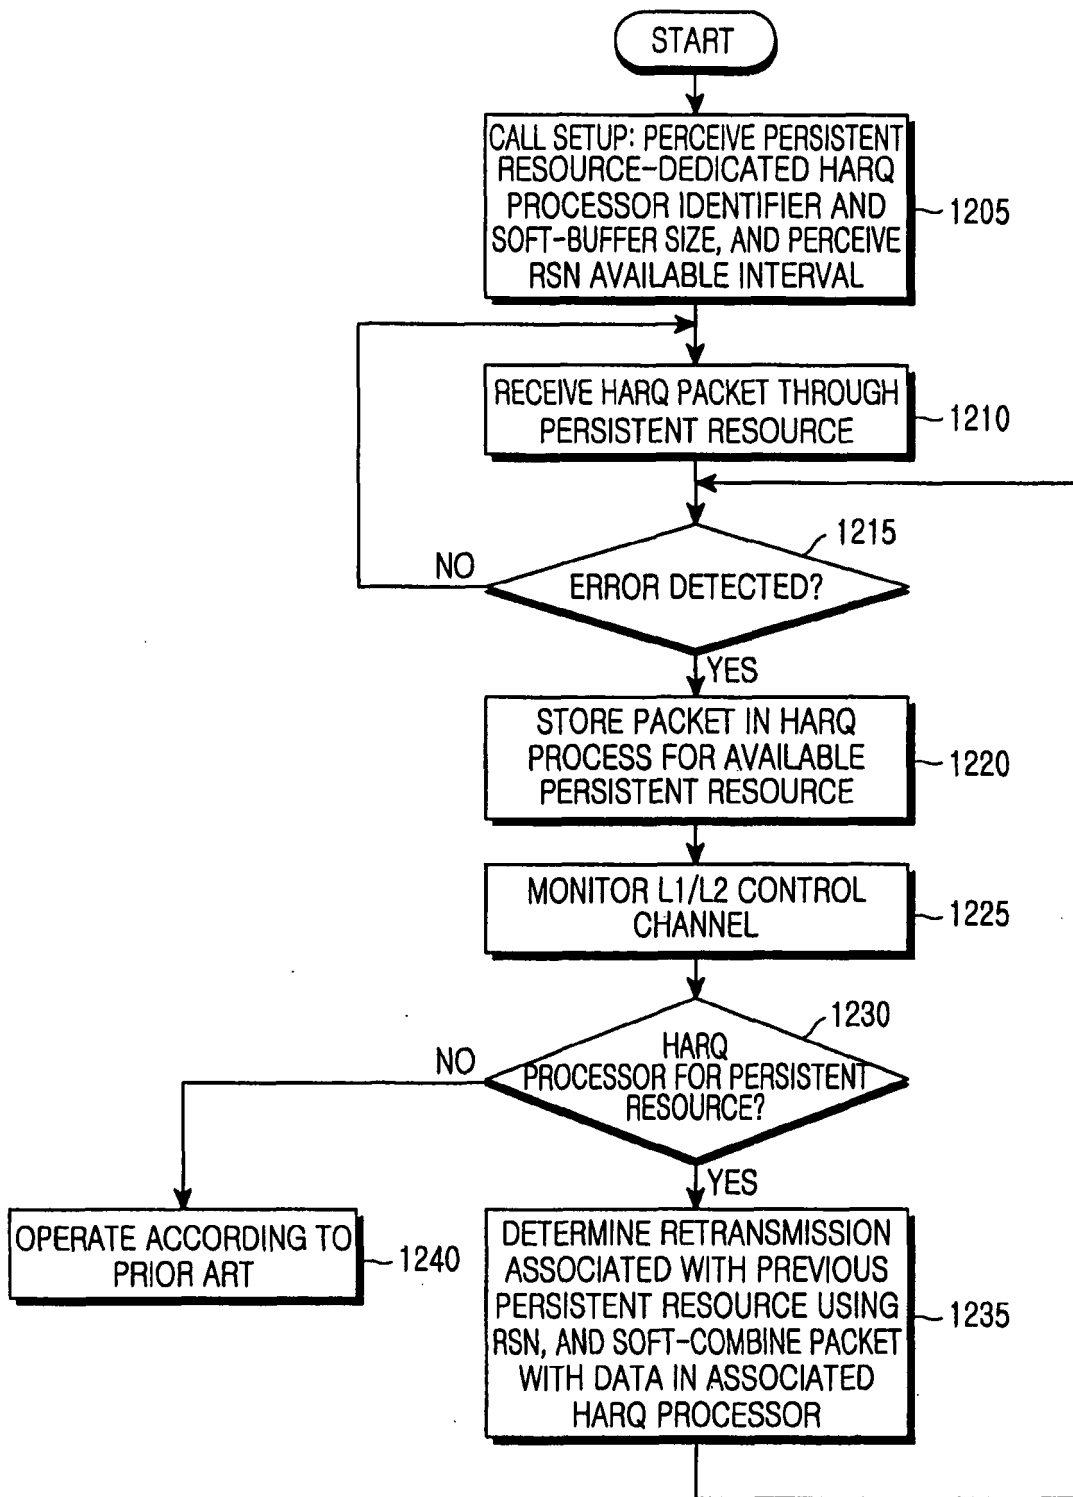 START
CALL SETUP: PERCEIVE PERSISTENT
RESOURCE-DEDICATED HARQ
PROCESSOR IDENTIFIER AND
SOFT-BUFFER SIZE, AND PERCEIVE
RSN AVAILABLE INTERVAL
1205
RECEIVE HARQ PACKET THROUGH
PERSISTENT RESOURCE
1210
1215
NO
ERROR DETECTED?
YES
STORE PACKET IN HARQ
PROCESS FOR AVAILABLE
PERSISTENT RESOURCE
1220
MONITOR L1/L2 CONTROL
CHANNEL
1225
1230
NO
HARQ
PROCESSOR FOR PERSISTENT
RESOURCE?
YES
OPERATE ACCORDING TO
PRIOR ART
1240
DETERMINE RETRANSMISSION
ASSOCIATED WITH PREVIOUS
PERSISTENT RESOURCE USING
RSN, AND SOFT-COMBINE PACKET
WITH DATA IN ASSOCIATED
HARQ PROCESSOR
1235